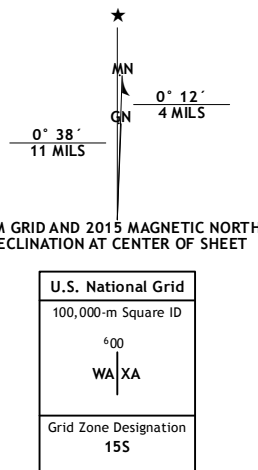 ★
MN
0° 12´
4 MILS
GN
0° 38´
11 MILS
M GRID AND 2015 MAGNETIC NORTH
ECLINATION AT CENTER OF SHEET
U.S. National Grid
100,000-m Square ID
⁶00
WA XA
Grid Zone Designation
15S